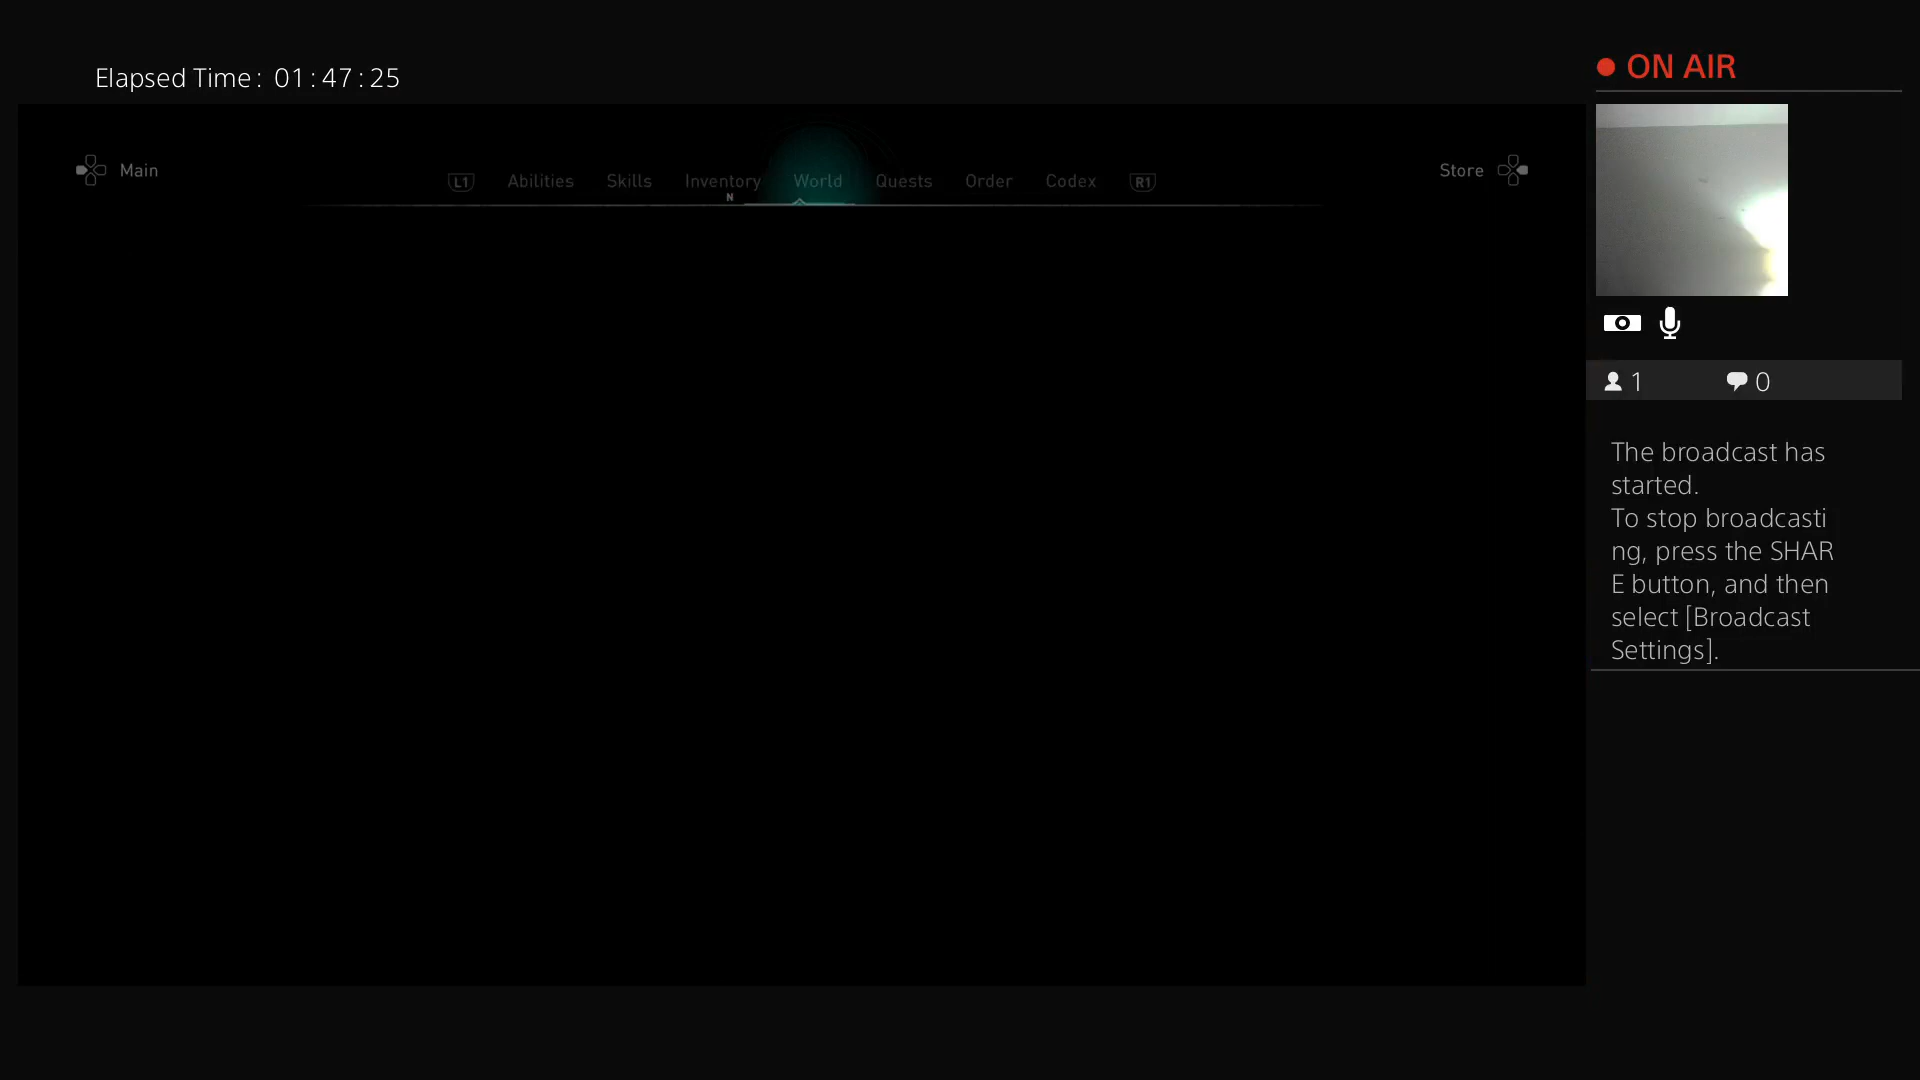 Elapsed Time: 01:47:25
ON AIR
Main
L1 Abilities Skills Inventory World Quests Order Codex R1
N
Store
1 0
The broadcast has
started.
To stop broadcasti
ng, press the SHAR
E button, and then
select [Broadcast
Settings].